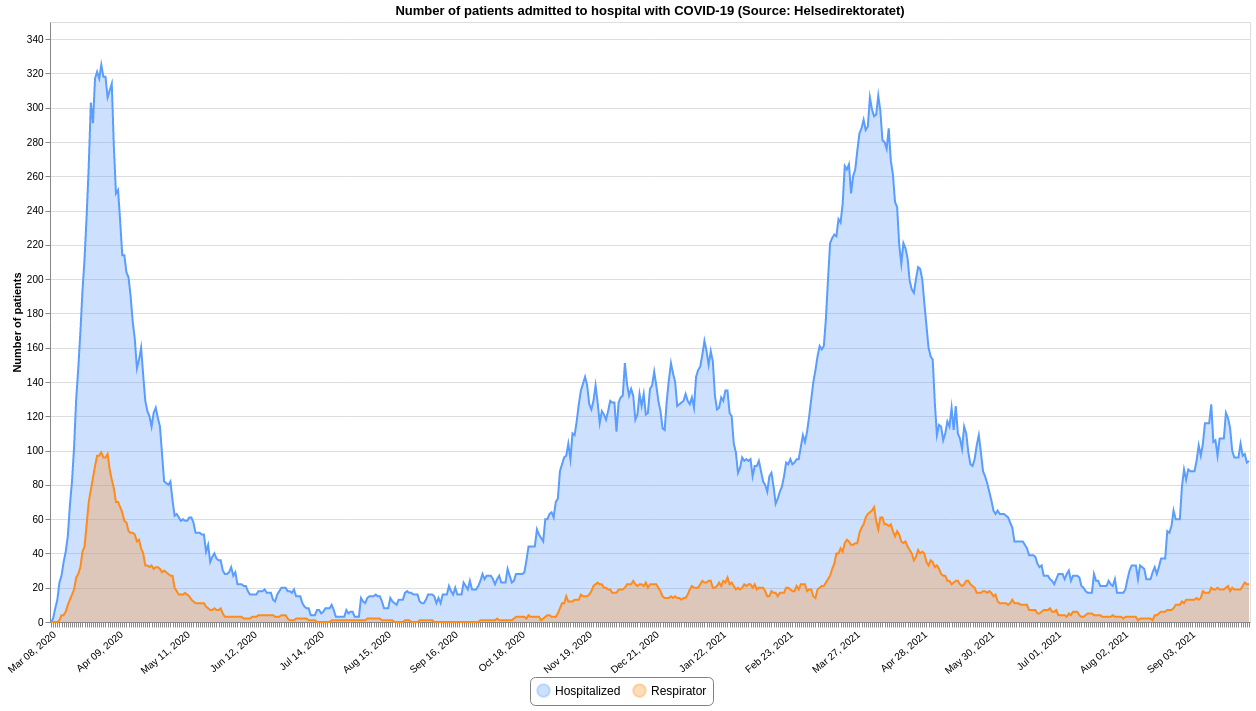 Number of patients admitted to hospital with COVID-19 (Source: Helsedirektoratet)
Number of patients
340
320
300
280
260
240
220
200
180
160
140
120
100
80
60
40
20
0
Mar 08, 2020
Apr 09, 2020
May 11, 2020
Jun 12, 2020
Jul 14, 2020
Aug 15, 2020
Sep 16, 2020
Oct 18, 2020
Nov 19, 2020
Dec 21, 2020
Jan 22, 2021
Feb 23, 2021
Mar 27, 2021
Apr 28, 2021
May 30, 2021
Jul 01, 2021
Aug 02, 2021
Sep 03, 2021
Hospitalized
Respirator